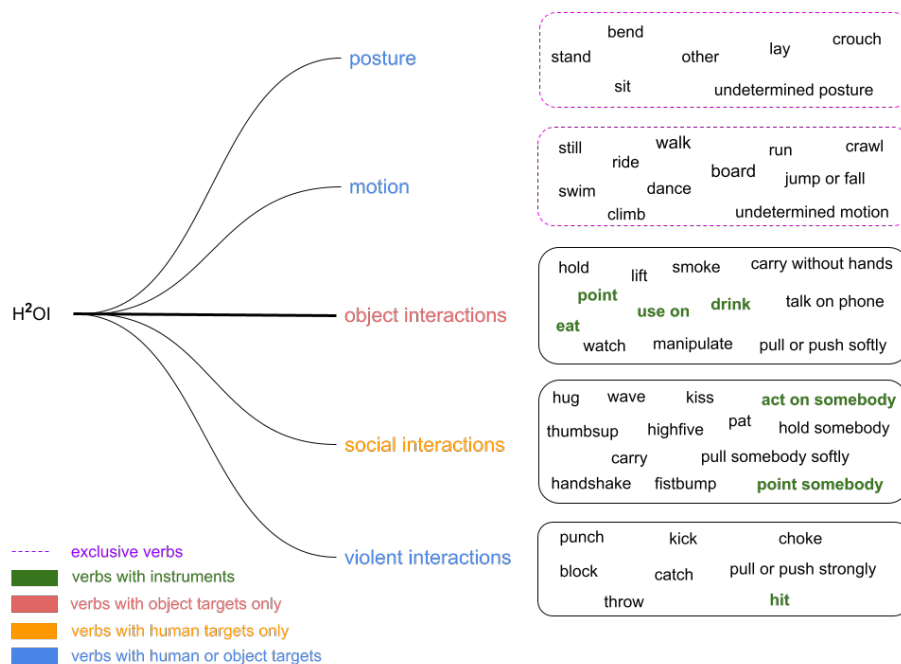 H²OI
posture
bend
stand
other
lay
crouch
sit
undetermined posture
motion
still
walk
run
crawl
ride
board
jump or fall
swim
dance
climb
undetermined motion
object interactions
hold
lift
smoke
carry without hands
point
use on
drink
talk on phone
eat
watch
manipulate
pull or push softly
social interactions
hug
wave
kiss
act on somebody
thumbsup
highfive
pat
hold somebody
carry
pull somebody softly
handshake
fistbump
point somebody
violent interactions
punch
kick
choke
block
catch
pull or push strongly
throw
hit
exclusive verbs
verbs with instruments
verbs with object targets only
verbs with human targets only
verbs with human or object targets